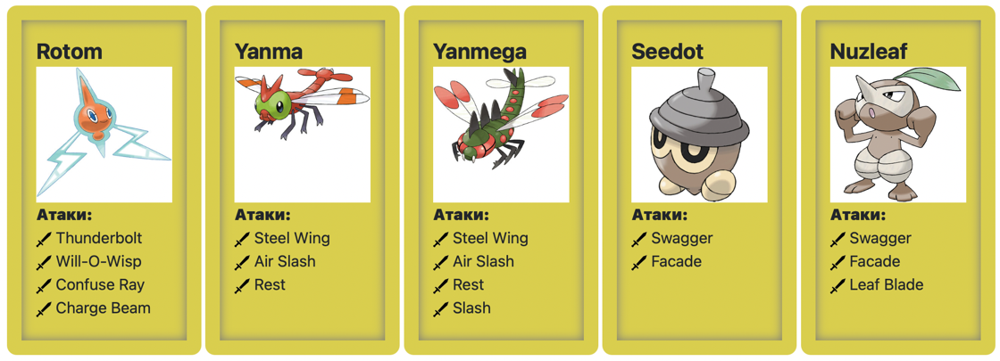 Rotom
Атаки:
Thunderbolt
Will-O-Wisp
Confuse Ray
Charge Beam
Yanma
Атаки:
Steel Wing
Air Slash
Rest
Yanmega
Атаки:
Steel Wing
Air Slash
Rest
Slash
Seedot
Атаки:
Swagger
Facade
Nuzleaf
Атаки:
Swagger
Facade
Leaf Blade